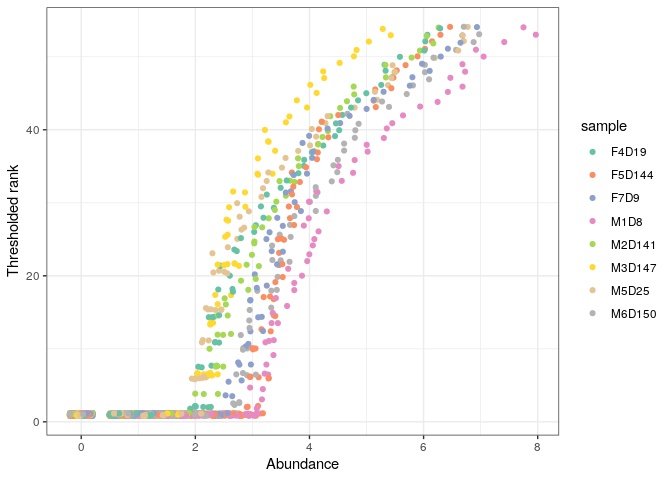 Thresholded rank
40
20
0
0
2
4
6
8
Abundance
sample
F4D19
F5D144
F7D9
M1D8
M2D141
M3D147
M5D25
M6D150